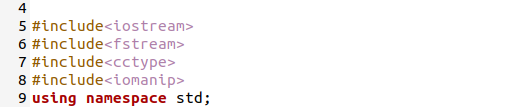 4
5 #include<iostream>
6 #include<fstream>
7 #include<cctype>
8 #include<iomanip>
9 using namespace std;